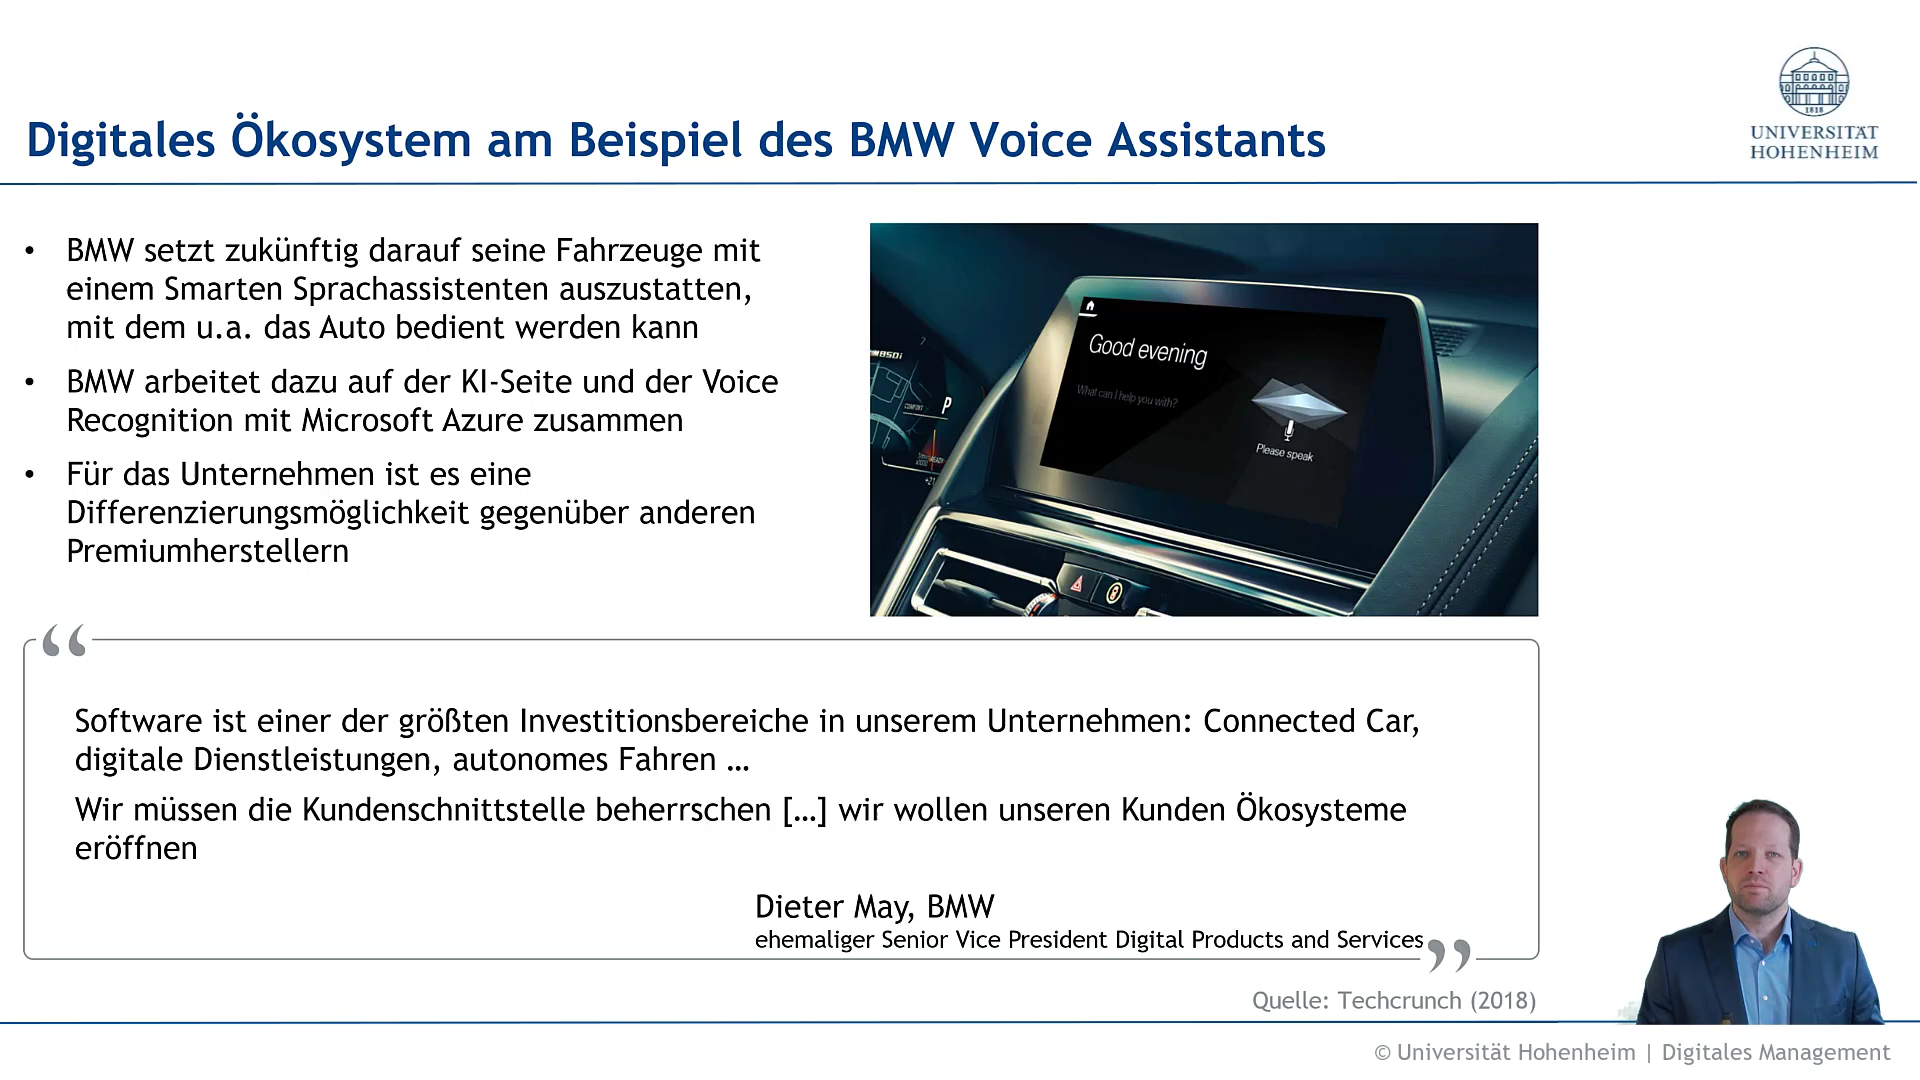 1818
UNIVERSITÄT
HOHENHEIM
Digitales Ökosystem am Beispiel des BMW Voice Assistants
• BMW setzt zukünftig darauf seine Fahrzeuge mit
einem Smarten Sprachassistenten auszustatten,
mit dem u.a. das Auto bedient werden kann
• BMW arbeitet dazu auf der KI-Seite und der Voice
Recognition mit Microsoft Azure zusammen
• Für das Unternehmen ist es eine
Differenzierungsmöglichkeit gegenüber anderen
Premiumherstellern
M850i
7
COMFORT
P
Good evening
What can I help you with?
Please speak
“
Software ist einer der größten Investitionsbereiche in unserem Unternehmen: Connected Car,
digitale Dienstleistungen, autonomes Fahren …
Wir müssen die Kundenschnittstelle beherrschen […] wir wollen unseren Kunden Ökosysteme
eröffnen
Dieter May, BMW
ehemaliger Senior Vice President Digital Products and Services
”
Quelle: Techcrunch (2018)
© Universität Hohenheim | Digitales Management